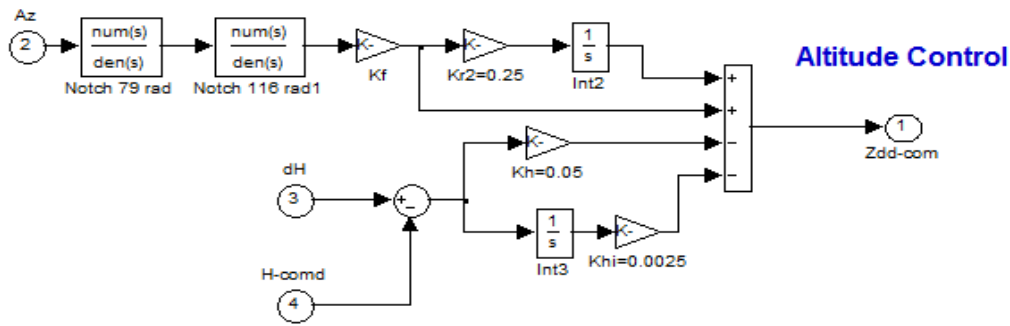 Az
2
num(s)
den(s)
Notch 79 rad
num(s)
den(s)
Notch 116 rad1
K-
Kf
K-
Kr2=0.25
1
s
Int2
Altitude Control
+
+
−
−
1
Zdd-com
K-
Kh=0.05
dH
3
+
−
1
s
Int3
K-
Khi=0.0025
H-comd
4